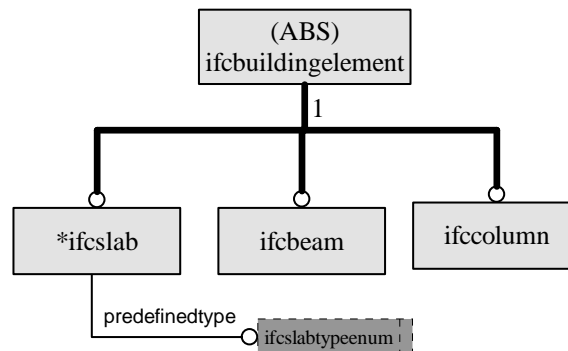 (ABS)
ifcbuildingelement
1
*ifcslab
ifcbeam
ifccolumn
predefinedtype
ifcslabtypeenum